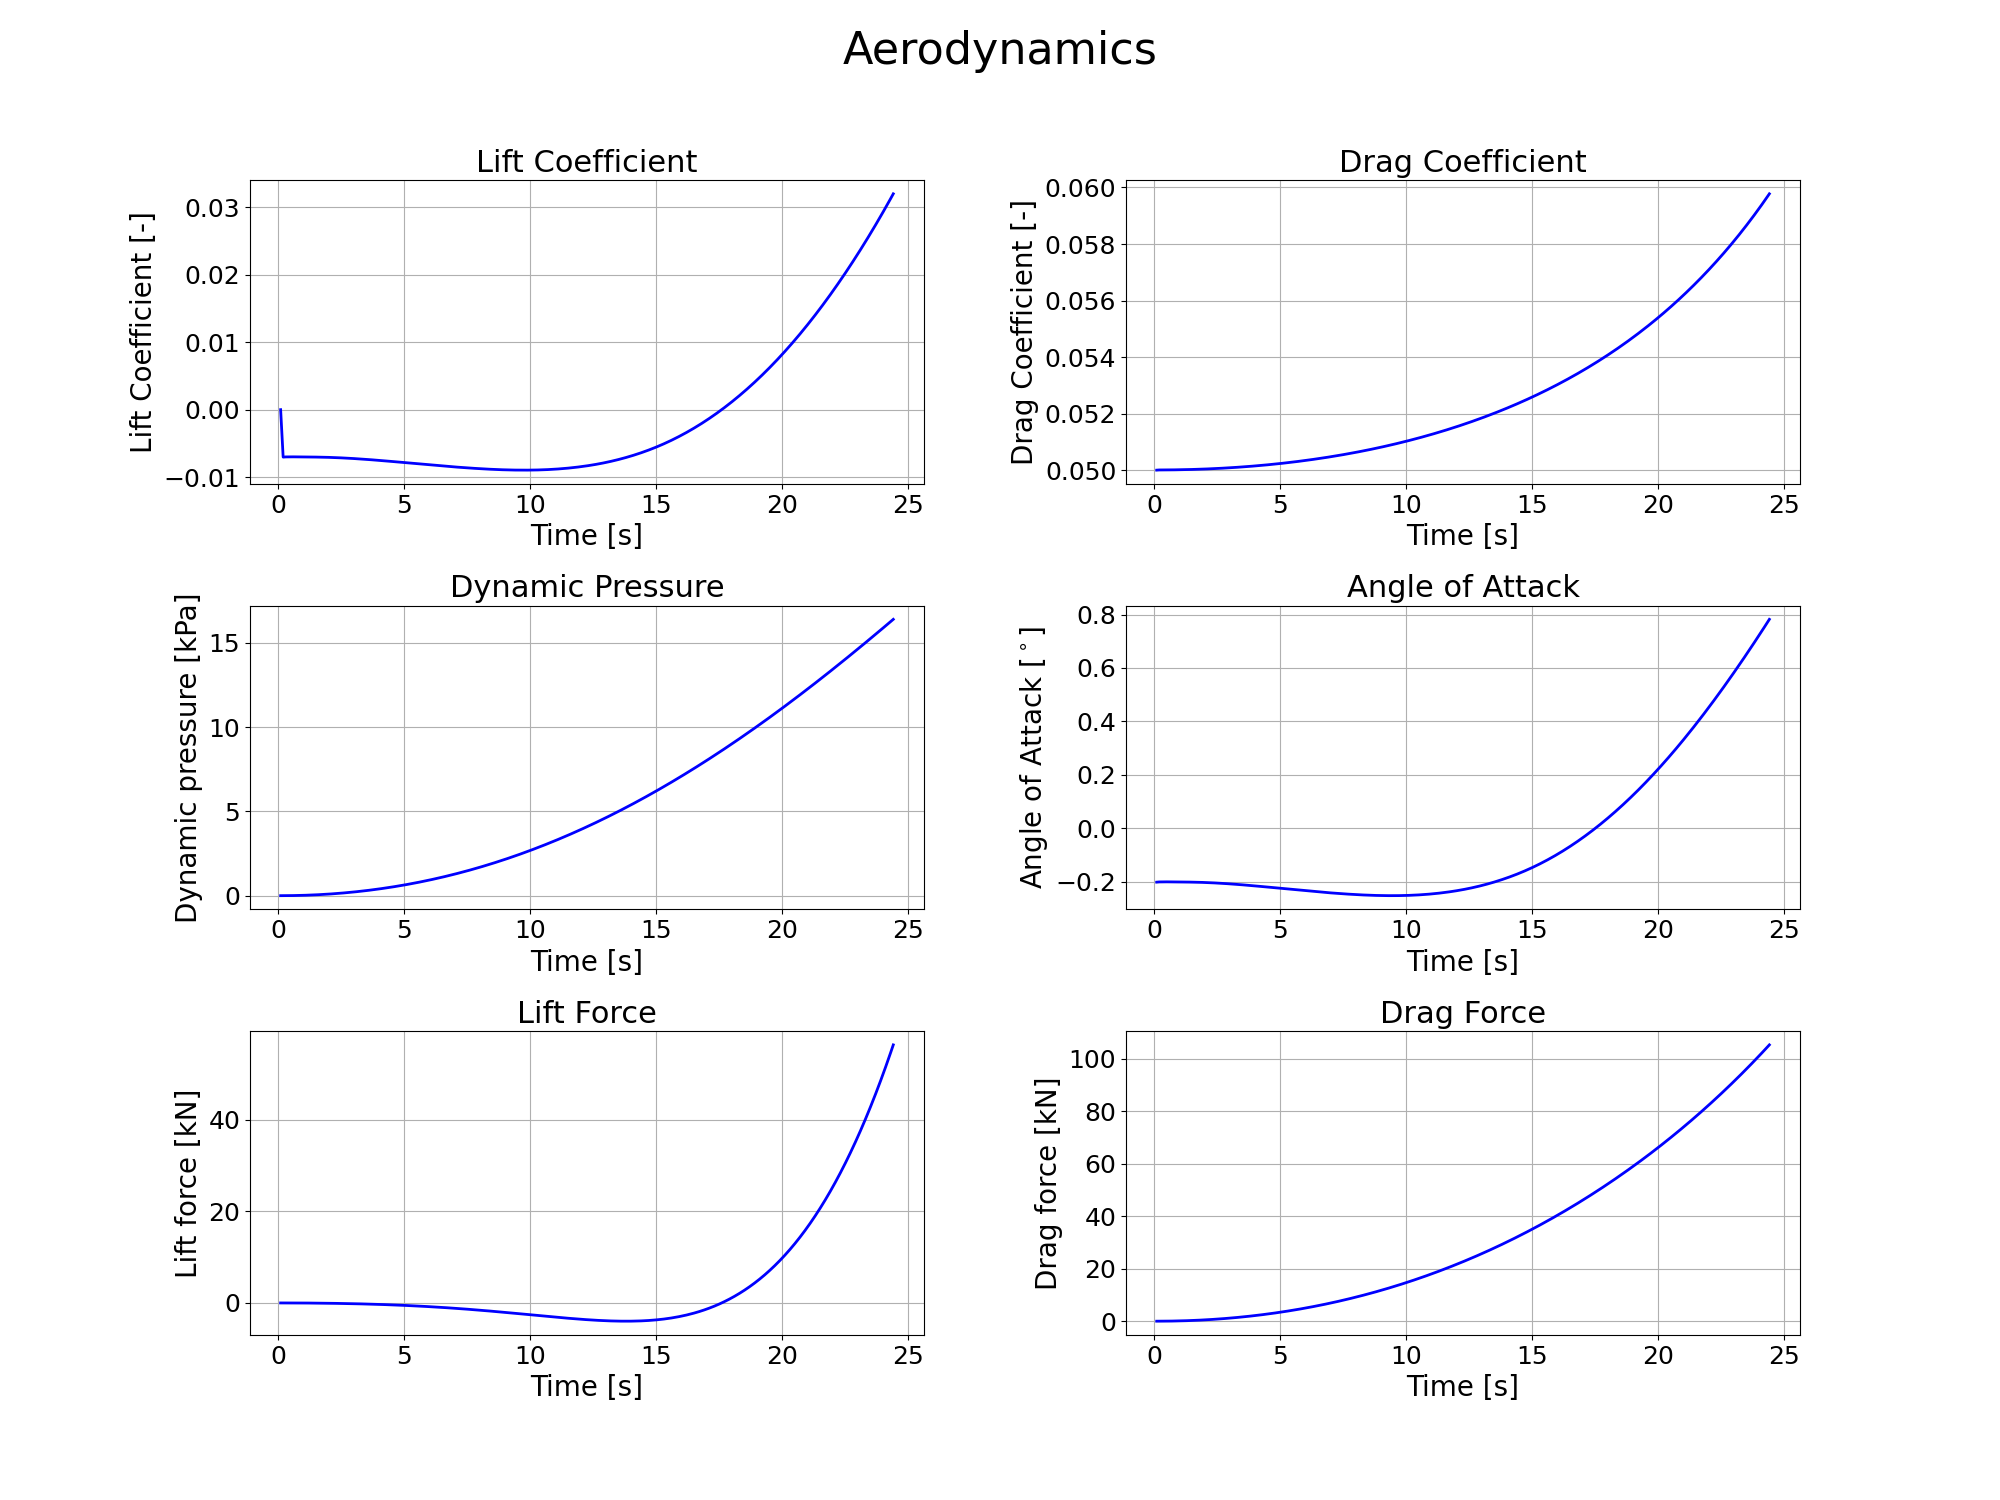 Aerodynamics
Lift Coefficient
Lift Coefficient [-]
0.03
0.02
0.01
0.00
−0.01
0 5 10 15 20 25
Time [s]
Drag Coefficient
Drag Coefficient [-]
0.060
0.058
0.056
0.054
0.052
0.050
0 5 10 15 20 25
Time [s]
Dynamic Pressure
Dynamic pressure [kPa]
15
10
5
0
0 5 10 15 20 25
Time [s]
Angle of Attack
Angle of Attack [°]
0.8
0.6
0.4
0.2
0.0
−0.2
0 5 10 15 20 25
Time [s]
Lift Force
Lift force [kN]
40
20
0
0 5 10 15 20 25
Time [s]
Drag Force
Drag force [kN]
100
80
60
40
20
0
0 5 10 15 20 25
Time [s]